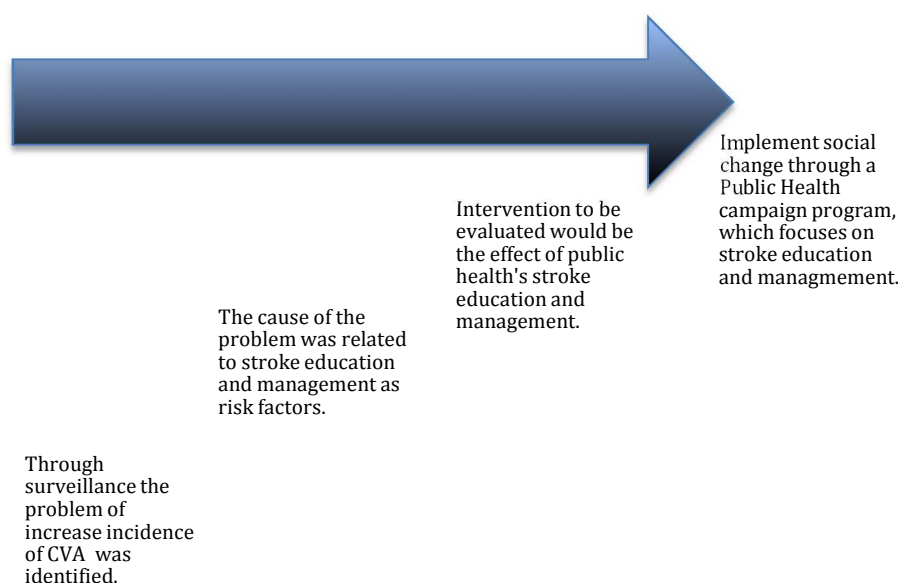 Through
surveillance the
problem of
increase incidence
of CVA was
identified.
The cause of the
problem was related
to stroke education
and management as
risk factors.
Intervention to be
evaluated would be
the effect of public
health's stroke
education and
management.
Implement social
change through a
Public Health
campaign program,
which focuses on
stroke education
and managmement.